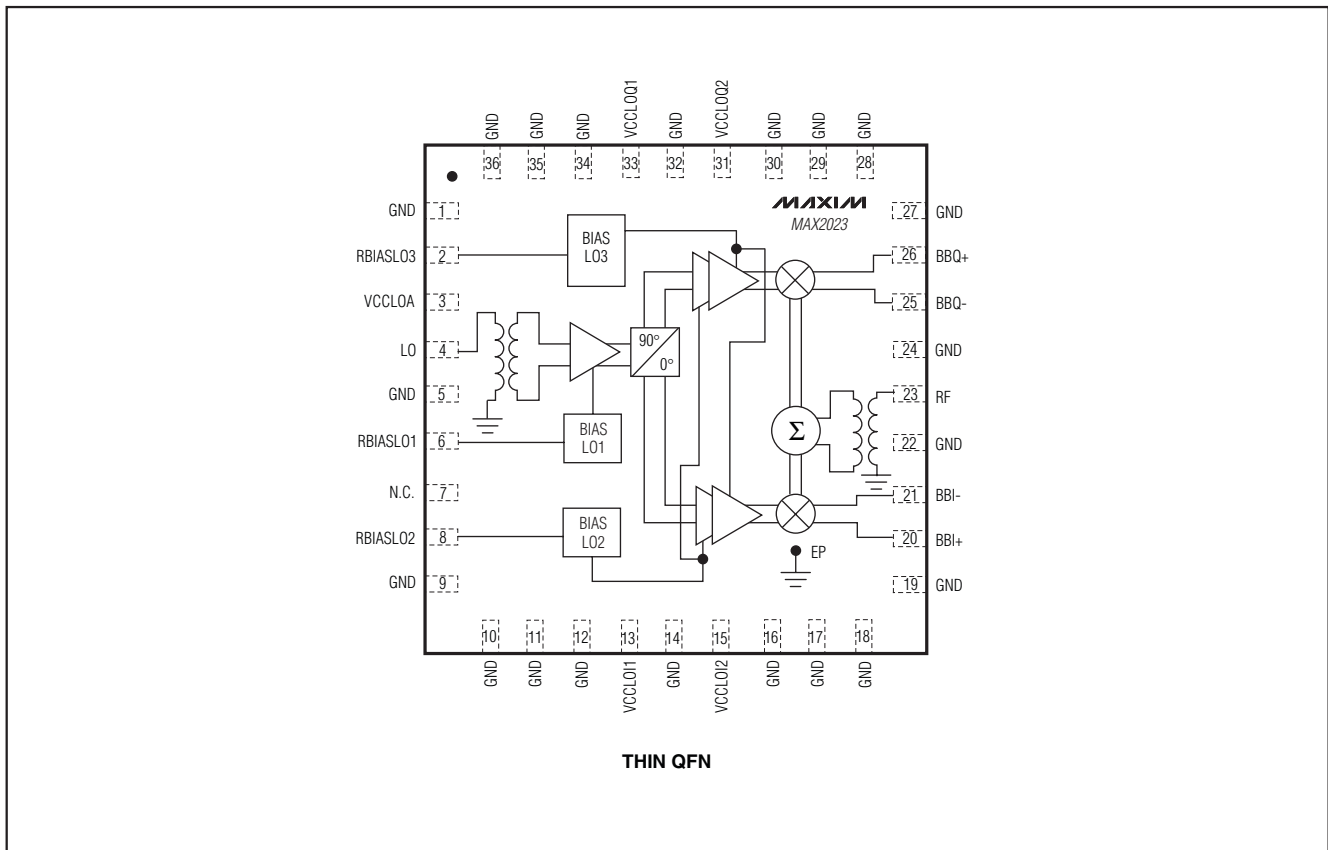 GND
GND
GND
VCCLOQ1
GND
VCCLOQ2
GND
GND
GND
36
35
34
33
32
31
30
29
28
MAXIM
MAX2023
GND 1
RBIASLO3 2
VCCLOA 3
LO 4
GND 5
RBIASLO1 6
N.C. 7
RBIASLO2 8
GND 9
BIAS
LO3
90°
0°
BIAS
LO1
Σ
BIAS
LO2
EP
27 GND
26 BBQ+
25 BBQ-
24 GND
23 RF
22 GND
21 BBI-
20 BBI+
19 GND
10
11
12
13
14
15
16
17
18
GND
GND
GND
VCCLOI1
GND
VCCLOI2
GND
GND
GND
THIN QFN